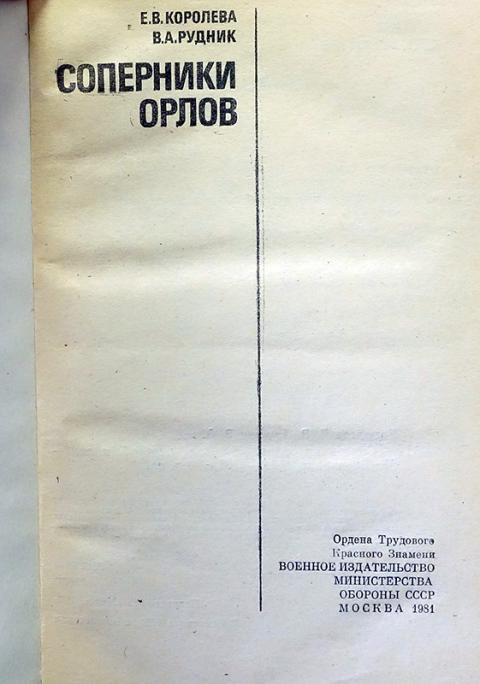 Е.В. КОРОЛЕВА
В.А. РУДНИК
СОПЕРНИКИ
ОРЛОВ
Ордена Трудового
Красного Знамени
ВОЕННОЕ ИЗДАТЕЛЬСТВО
МИНИСТЕРСТВА
ОБОРОНЫ СССР
МОСКВА 1981